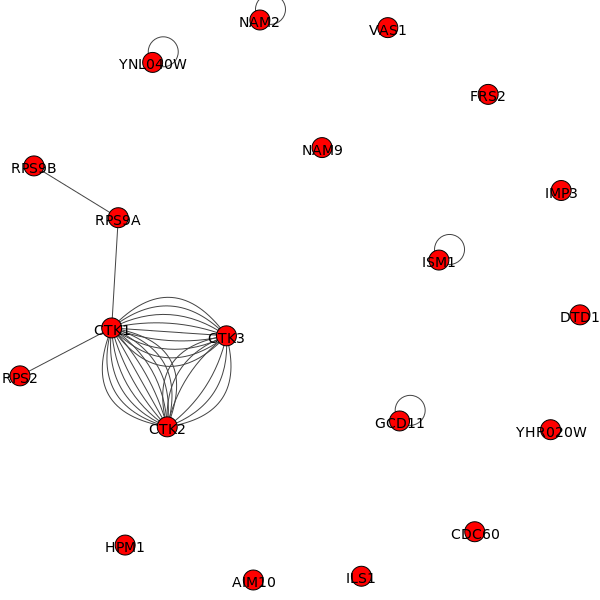 NAM2
VAS1
YNL040W
FRS2
NAM9
RPS9B
IMP3
RPS9A
ISM1
DTD1
CTK1
CTK3
RPS2
GCD11
CTK2
YHR020W
CDC60
HPM1
ILS1
AIM10